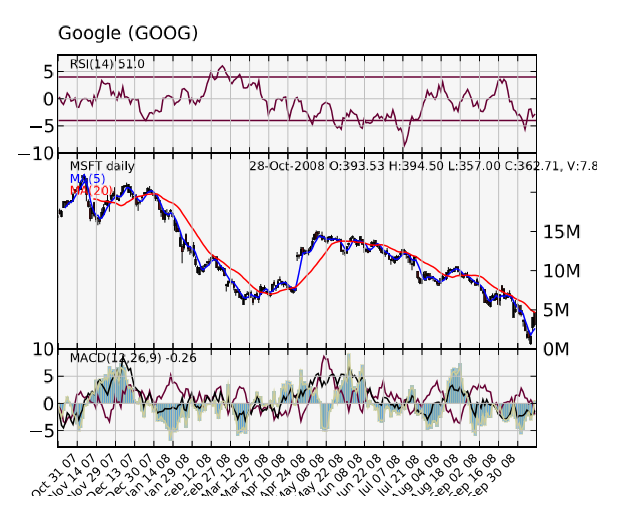 Google (GOOG)
RSI(14) 51.0
5
0
−5
−10
MSFT daily
28-Oct-2008 O:393.53 H:394.50 L:357.00 C:362.71, V:7.8
MA(5)
MA(20)
15M
10M
5M
0M
10
MACD(12,26,9) -0.26
5
0
−5
Oct 31 07
Nov 14 07
Nov 29 07
Dec 13 07
Dec 30 07
Jan 14 08
Jan 29 08
Feb 12 08
Feb 27 08
Mar 12 08
Mar 27 08
Apr 10 08
Apr 24 08
May 08 08
May 22 08
Jun 08 08
Jun 22 08
Jul 07 08
Jul 21 08
Aug 04 08
Aug 18 08
Sep 02 08
Sep 16 08
Sep 30 08